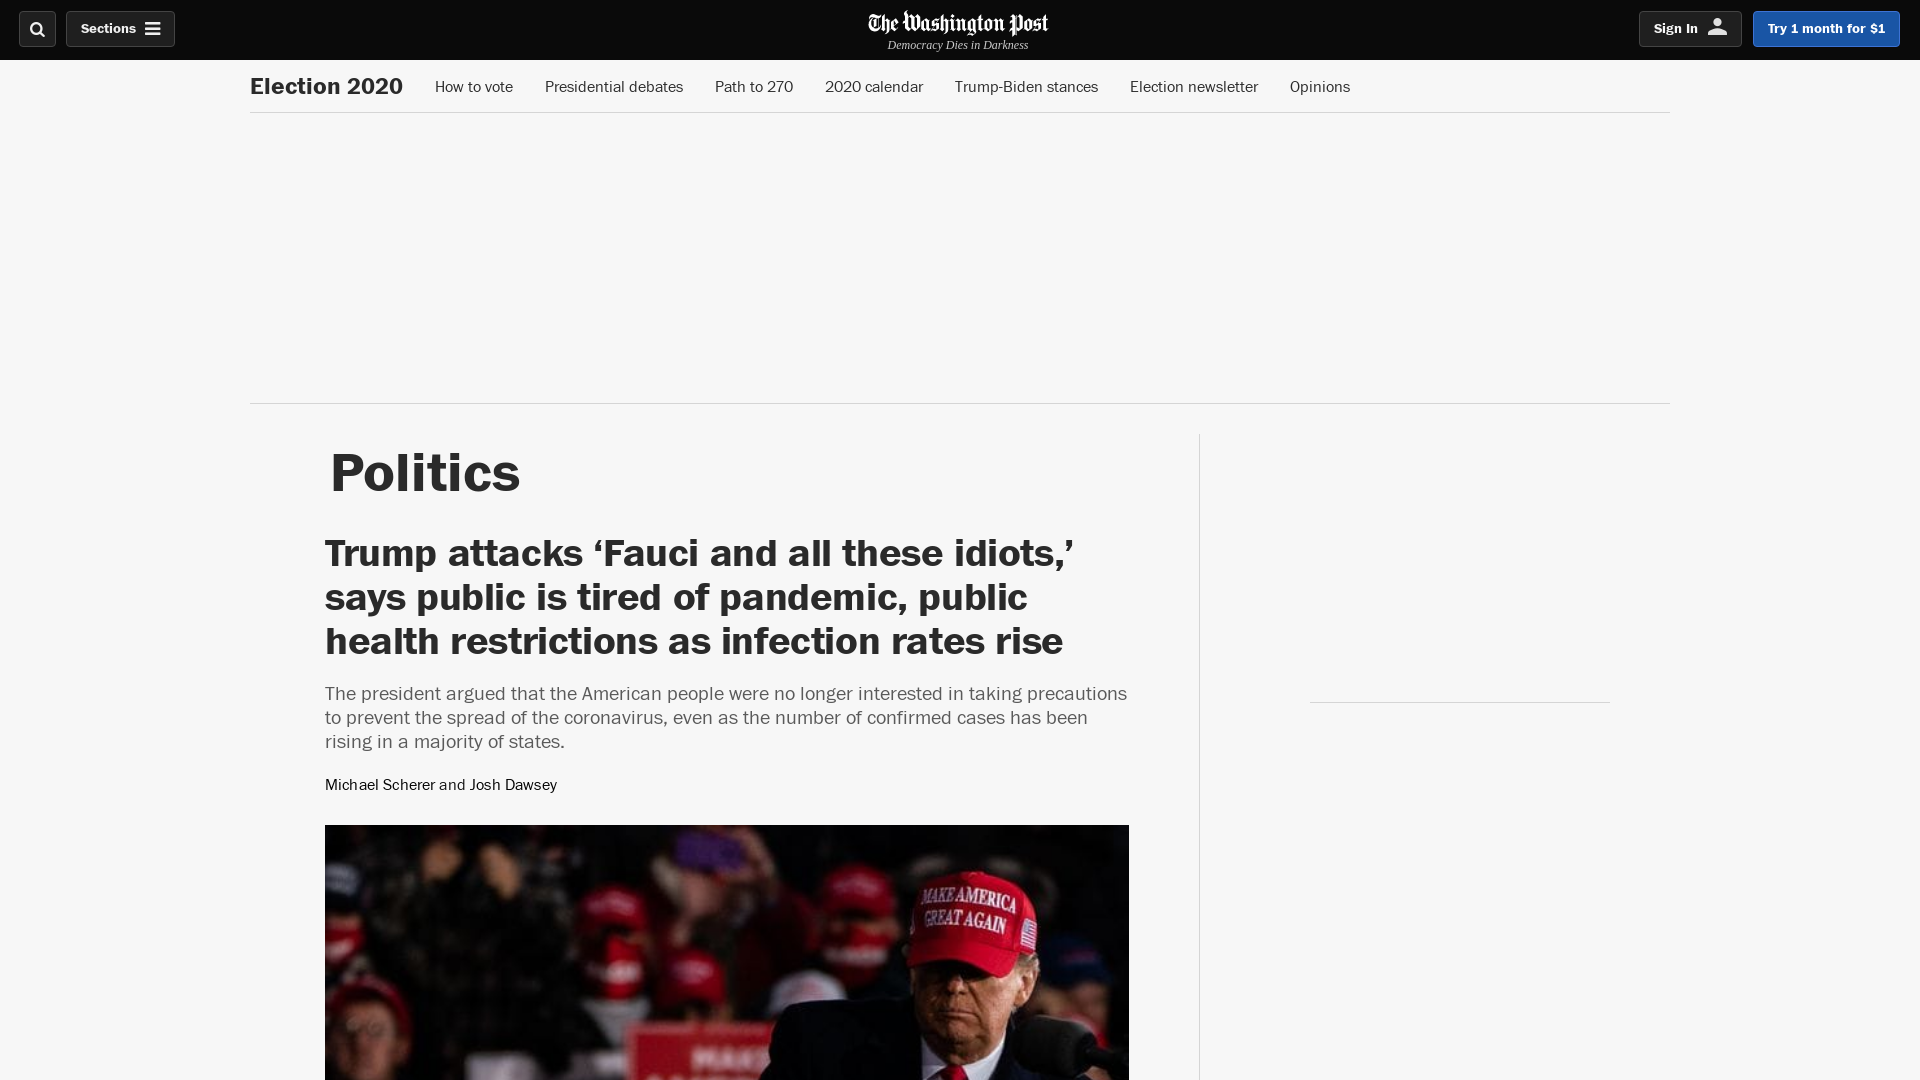 Sections
The Washington Post
Democracy Dies in Darkness
Sign In
Try 1 month for $1
Election 2020
How to vote
Presidential debates
Path to 270
2020 calendar
Trump-Biden stances
Election newsletter
Opinions
Politics
Trump attacks ‘Fauci and all these idiots,’
says public is tired of pandemic, public
health restrictions as infection rates rise
The president argued that the American people were no longer interested in taking precautions
to prevent the spread of the coronavirus, even as the number of confirmed cases has been
rising in a majority of states.
Michael Scherer and Josh Dawsey
MAKE AMERICA
GREAT AGAIN